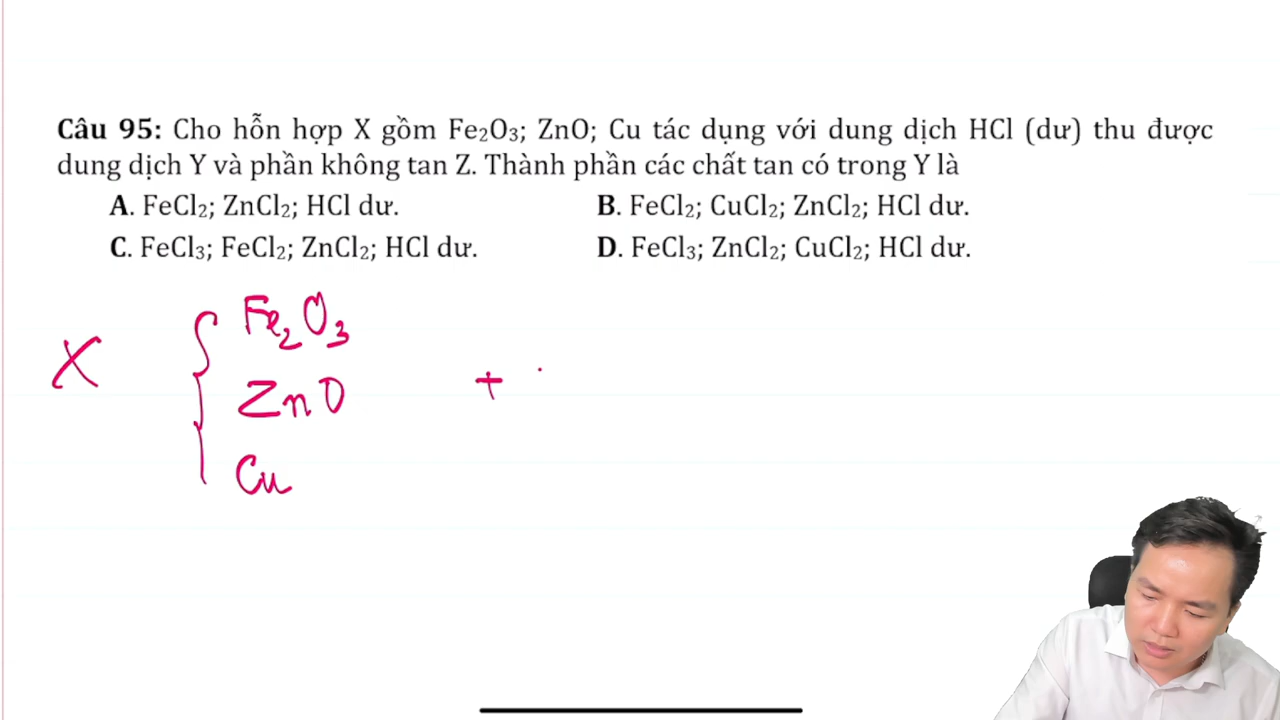 Câu 95: Cho hỗn hợp X gồm Fe₂O₃; ZnO; Cu tác dụng với dung dịch HCl (dư) thu được
dung dịch Y và phần không tan Z. Thành phần các chất tan có trong Y là
A. FeCl₂; ZnCl₂; HCl dư. B. FeCl₂; CuCl₂; ZnCl₂; HCl dư.
C. FeCl₃; FeCl₂; ZnCl₂; HCl dư. D. FeCl₃; ZnCl₂; CuCl₂; HCl dư.
Fe₂O₃
X { ZnO +
Cu